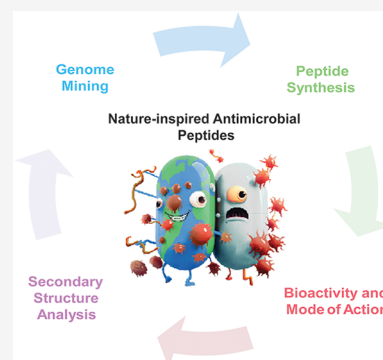 Genome
Mining
Peptide
Synthesis
Nature-inspired Antimicrobial
Peptides
Secondary
Structure
Analysis
Bioactivity and
Mode of Action